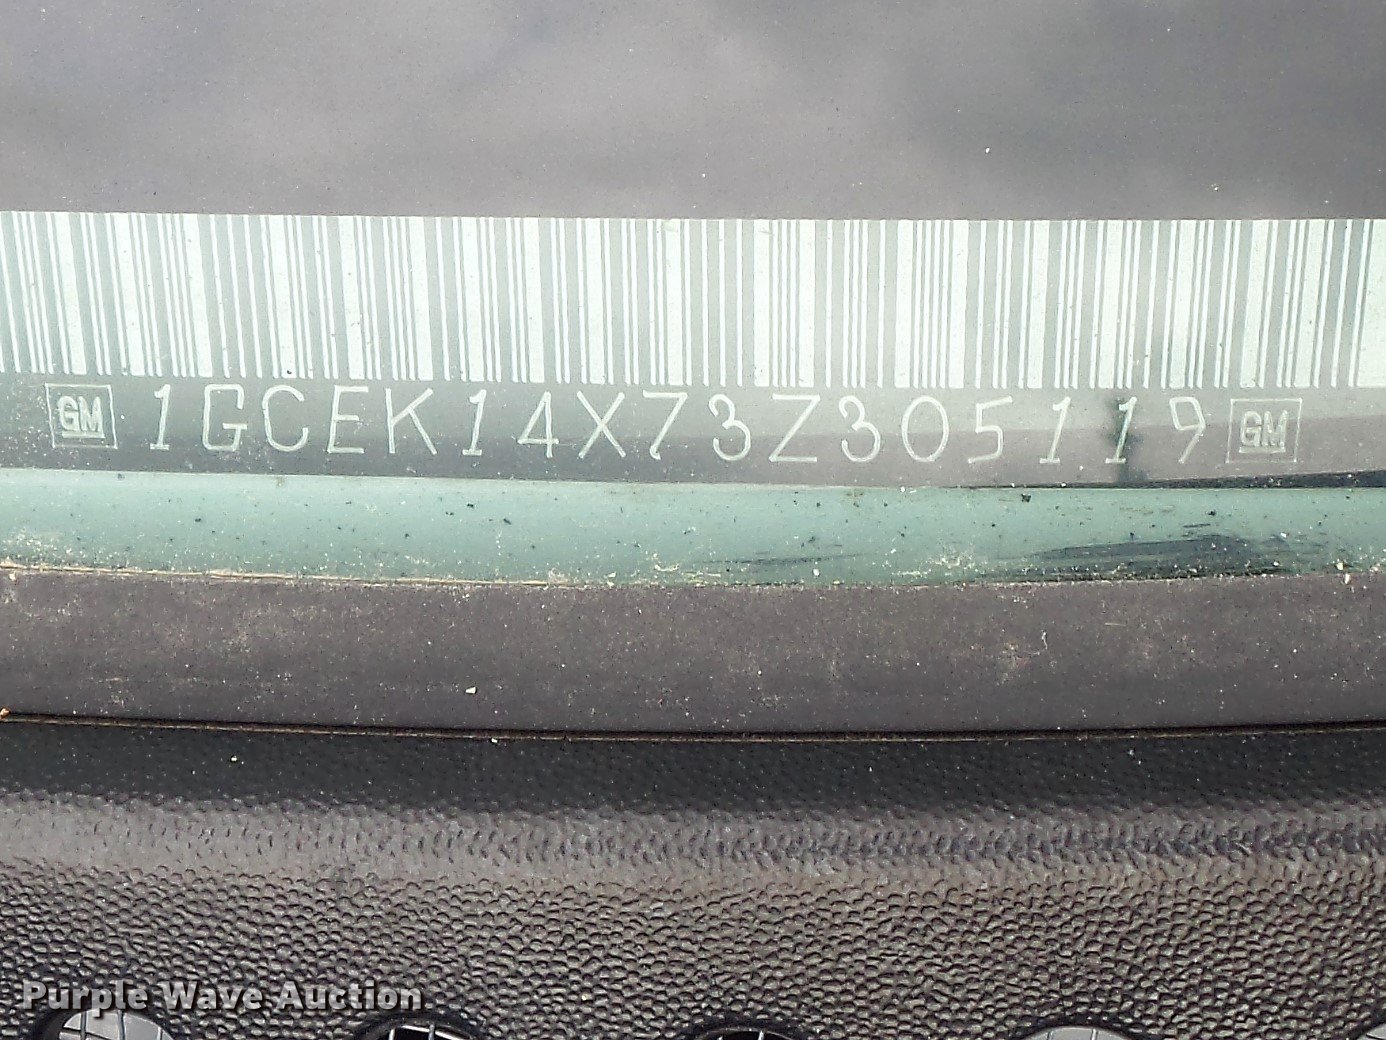 GM 1GCEK14X73Z305119 GM
Purple Wave Auction